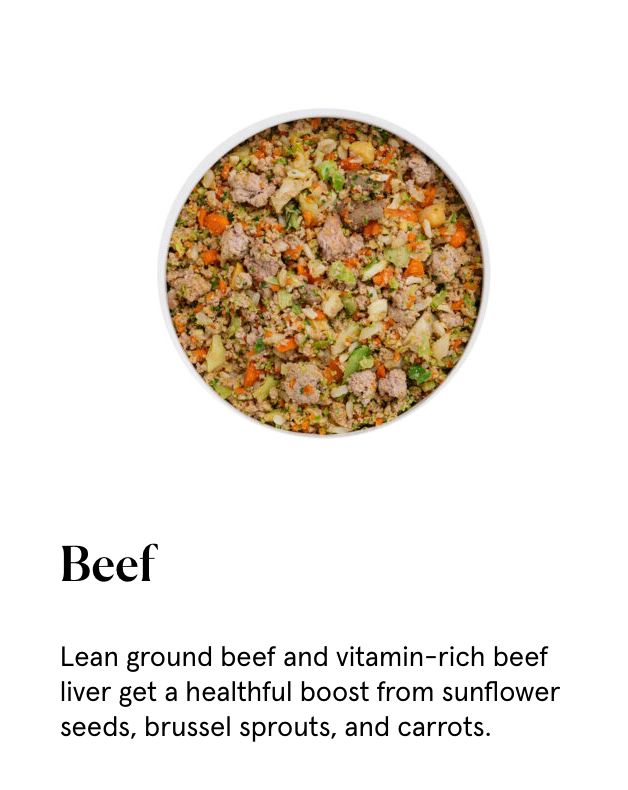 Beef
Lean ground beef and vitamin-rich beef
liver get a healthful boost from sunflower
seeds, brussel sprouts, and carrots.